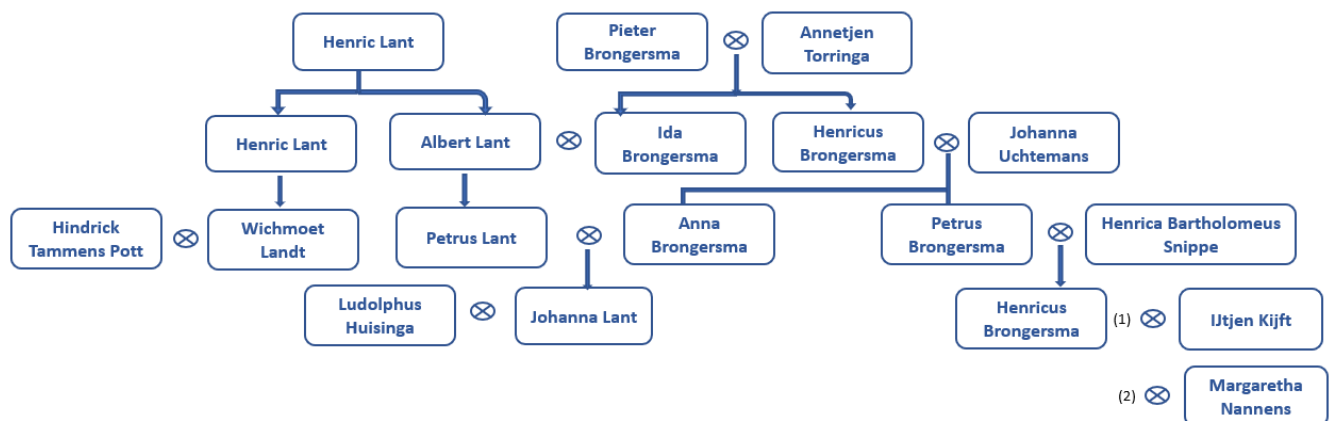 Henric Lant
Pieter
Brongersma
Annetjen
Torringa
Henric Lant
Albert Lant
Ida
Brongersma
Henricus
Brongersma
Johanna
Uchtemans
Hindrick
Tammens Pott
Wichmoet
Landt
Petrus Lant
Anna
Brongersma
Petrus
Brongersma
Henrica Bartholomeus
Snippe
Ludolphus
Huisinga
Johanna Lant
Henricus
Brongersma
(1)
IJtjen Kijft
(2)
Margaretha
Nannens